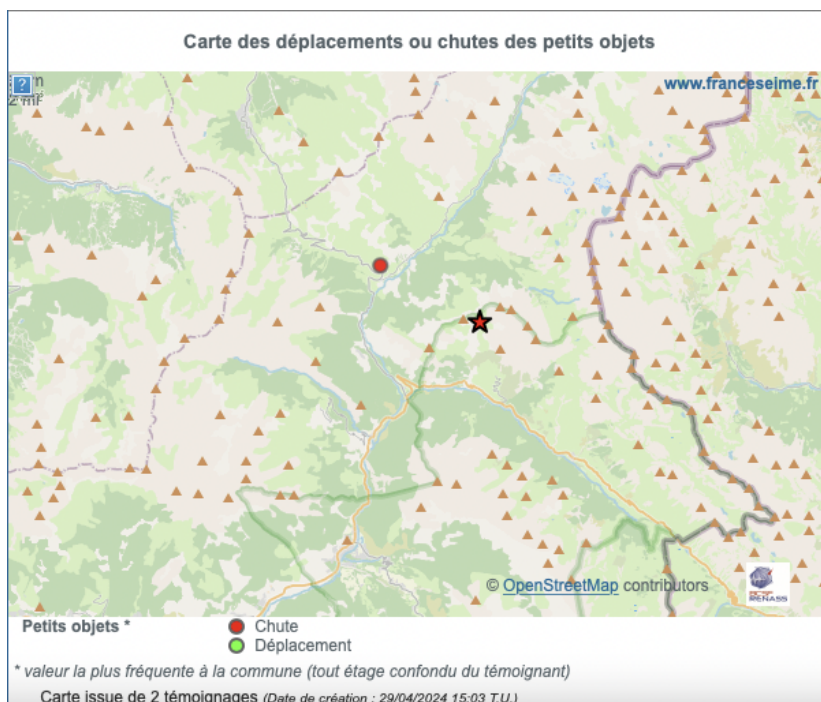 Carte des déplacements ou chutes des petits objets
?
www.franceseime.fr
© OpenStreetMap contributors
RENASS
Petits objets *
Chute
Déplacement
* valeur la plus fréquente à la commune (tout étage confondu du témoignant)
Carte issue de 2 témoignages (Date de création : 29/04/2024 15:03 T.U.)